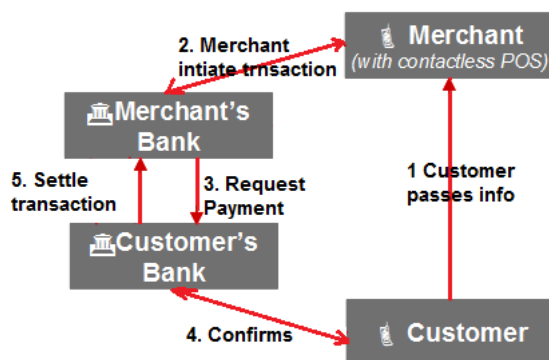 2. Merchant
intiate trnsaction
Merchant
(with contactless POS)
Merchant's
Bank
1 Customer
passes info
5. Settle
transaction
3. Request
Payment
Customer's
Bank
4. Confirms
Customer